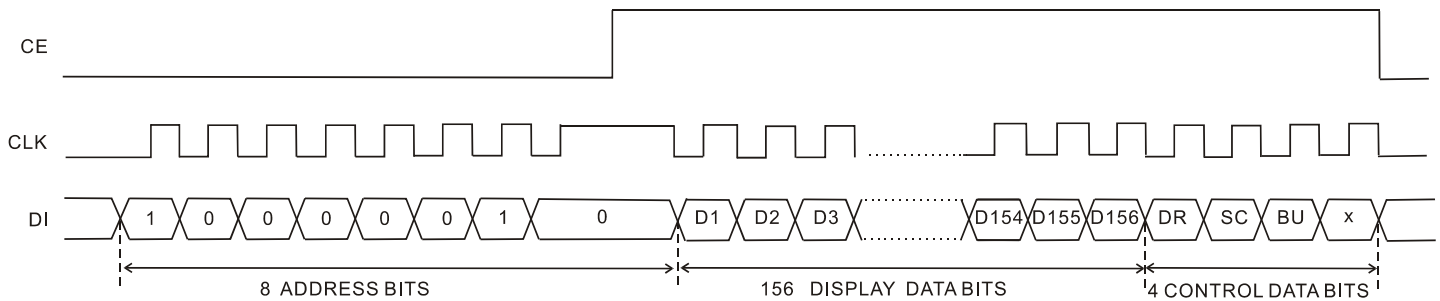 CE
CLK
DI 1 0 0 0 0 0 1 0 D1 D2 D3 D154 D155 D156 DR SC BU x
8 ADDRESS BITS 156 DISPLAY DATA BITS 4 CONTROL DATA BITS